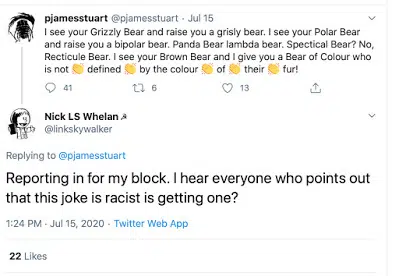 pjamesstuart @pjamesstuart · Jul 15
I see your Grizzly Bear and raise you a grisly bear. I see your Polar Bear
and raise you a bipolar bear. Panda Bear lambda bear. Spectical Bear? No,
Recticule Bear. I see your Brown Bear and I give you a Bear of Colour who
is not 👏 defined 👏 by the colour 👏 of 👏 their 👏 fur!
41 6 13
Nick LS Whelan ☭
@linkskywalker
Replying to @pjamesstuart
Reporting in for my block. I hear everyone who points out
that this joke is racist is getting one?
1:24 PM · Jul 15, 2020 · Twitter Web App
22 Likes